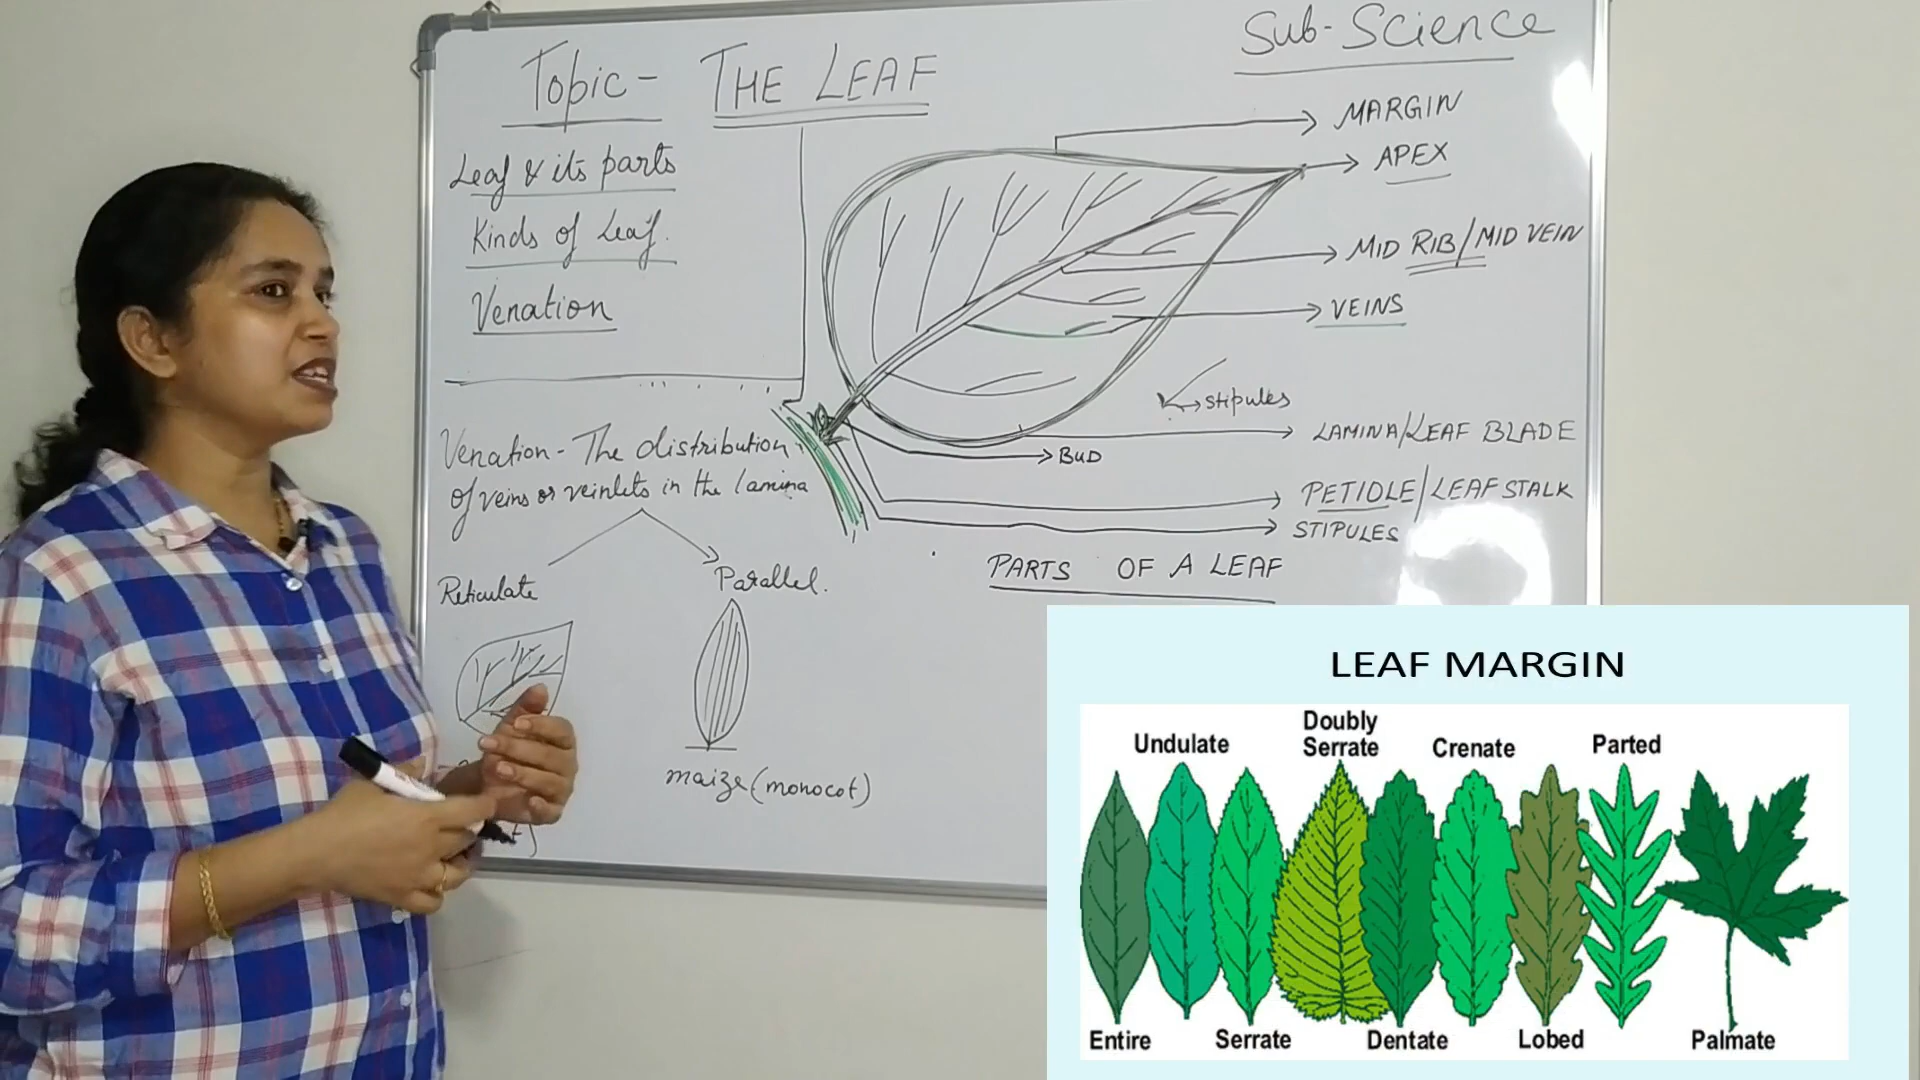 Sub-Science
Topic- THE LEAF
Leaf & its parts
Kinds of Leaf.
Venation
MARGIN
APEX
MID RIB/MID VEIN
VEINS
stipules
LAMINA/LEAF BLADE
BUD
PETIOLE/LEAF STALK
STIPULES
PARTS OF A LEAF
Venation- The distribution
of veins or veinlets in the lamina
Reticulate
Parallel.
maize(monocot)
LEAF MARGIN
Undulate
Doubly
Serrate
Crenate
Parted
Entire
Serrate
Dentate
Lobed
Palmate